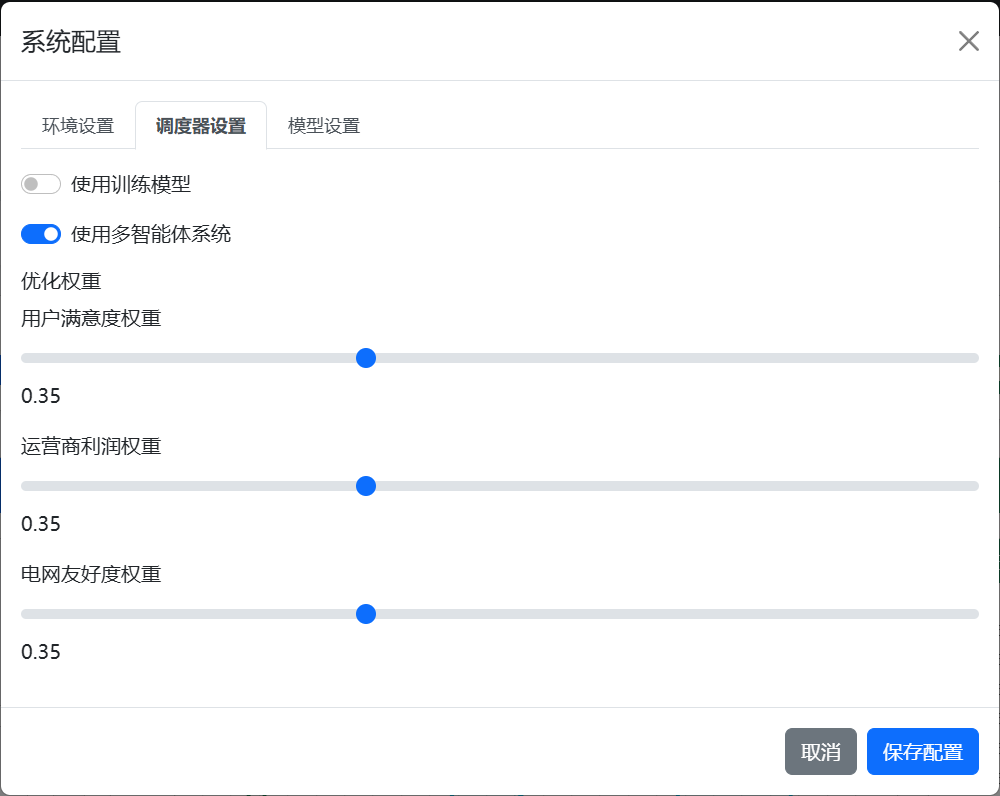 系统配置
环境设置 调度器设置 模型设置
使用训练模型
使用多智能体系统
优化权重
用户满意度权重
0.35
运营商利润权重
0.35
电网友好度权重
0.35
取消 保存配置